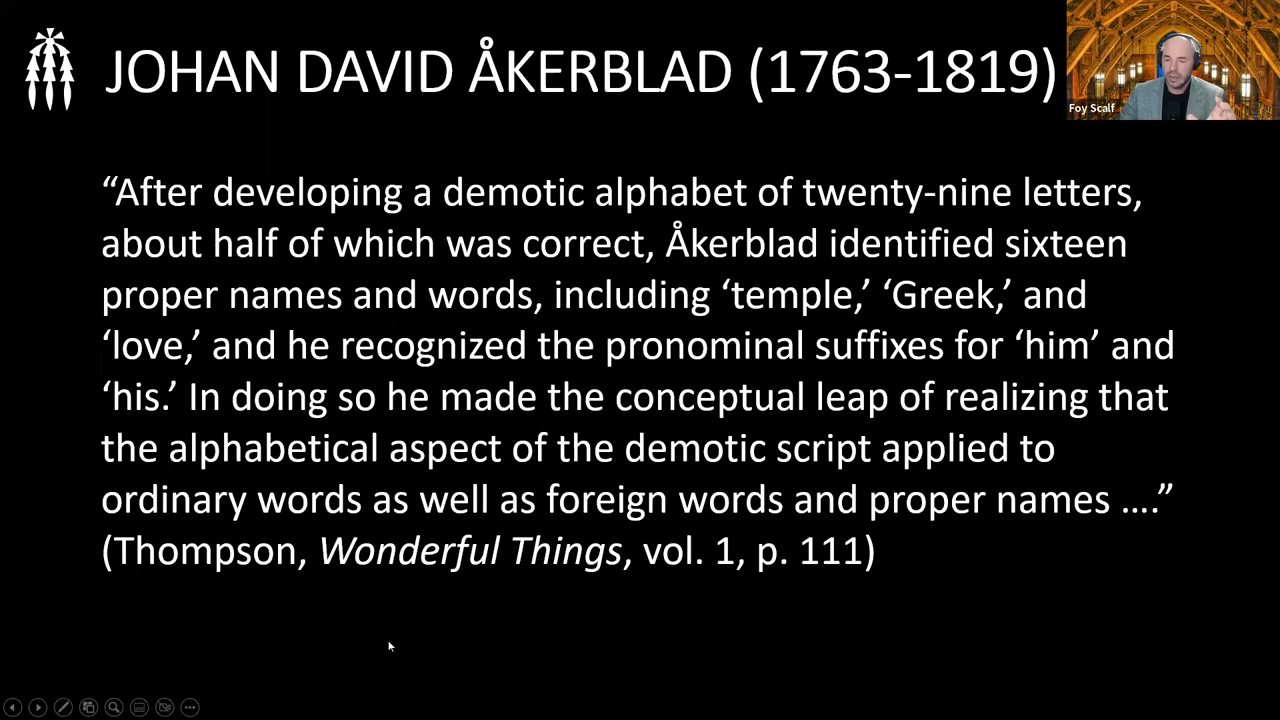 JOHAN DAVID ÅKERBLAD (1763-1819)
Foy Scalf
“After developing a demotic alphabet of twenty-nine letters,
about half of which was correct, Åkerblad identified sixteen
proper names and words, including ‘temple,’ ‘Greek,’ and
‘love,’ and he recognized the pronominal suffixes for ‘him’ and
‘his.’ In doing so he made the conceptual leap of realizing that
the alphabetical aspect of the demotic script applied to
ordinary words as well as foreign words and proper names ….”
(Thompson, Wonderful Things, vol. 1, p. 111)